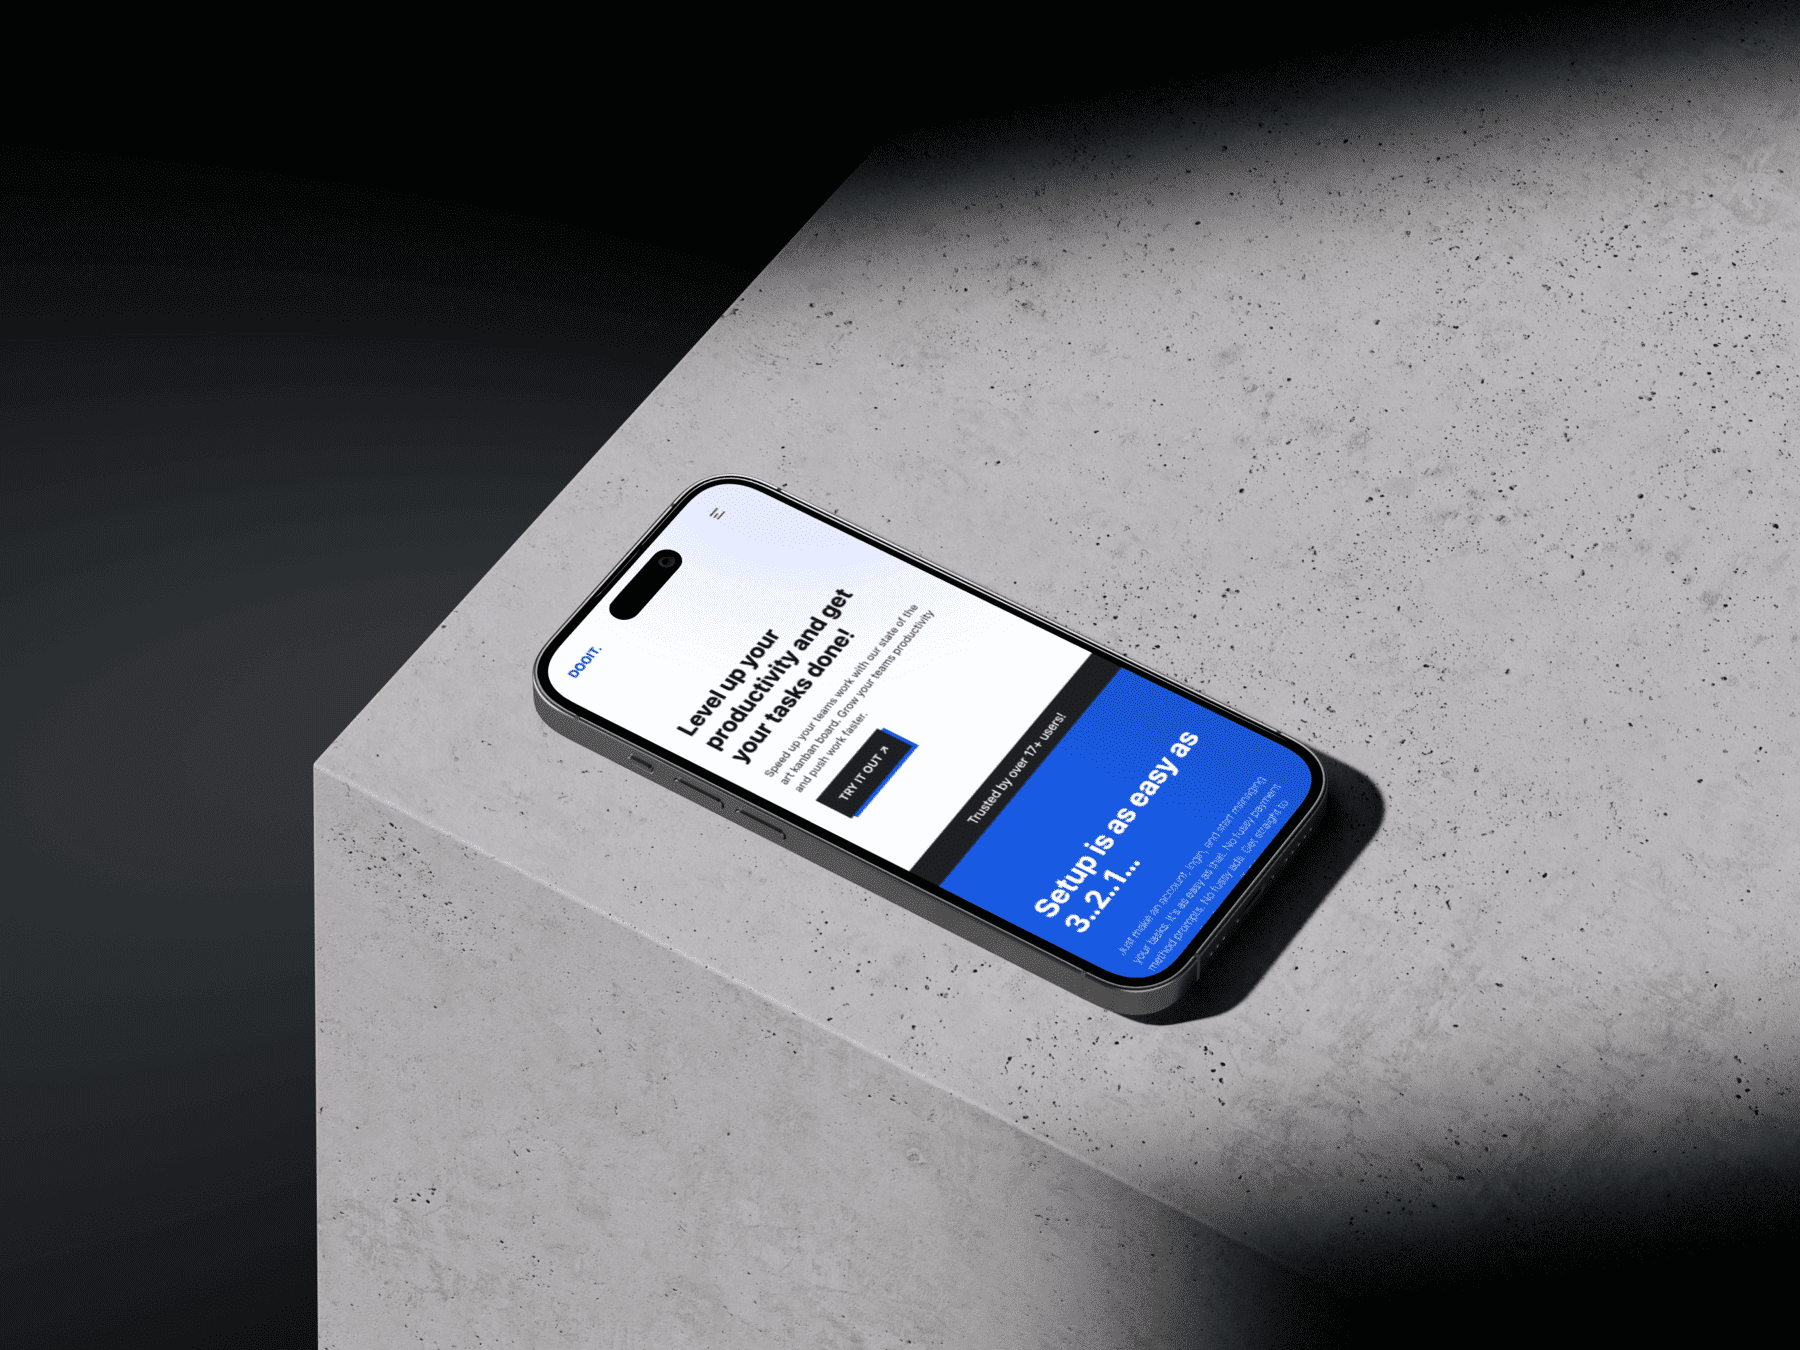 DOOIT.
Level up your
productivity and get
your tasks done!
Speed up your teams work with our state of the
art kanban board. Grow your teams productivity
and push work faster.
TRY IT OUT ↗
Trusted by over 17+ users!
Setup is as easy as
3..2..1...
Just make an account, login, and start managing
your tasks. It's as easy as that. No fussy payment
method prompts. No fussy ads. Get straight to